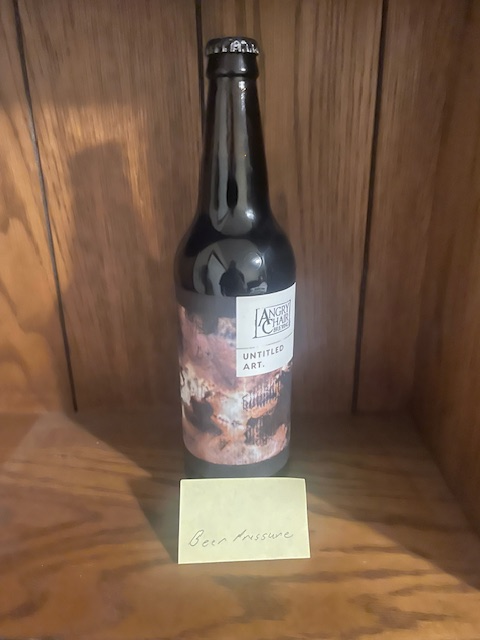 ANGRY
CHAIR
BREWING
UNTITLED
ART.
Beer Pressure